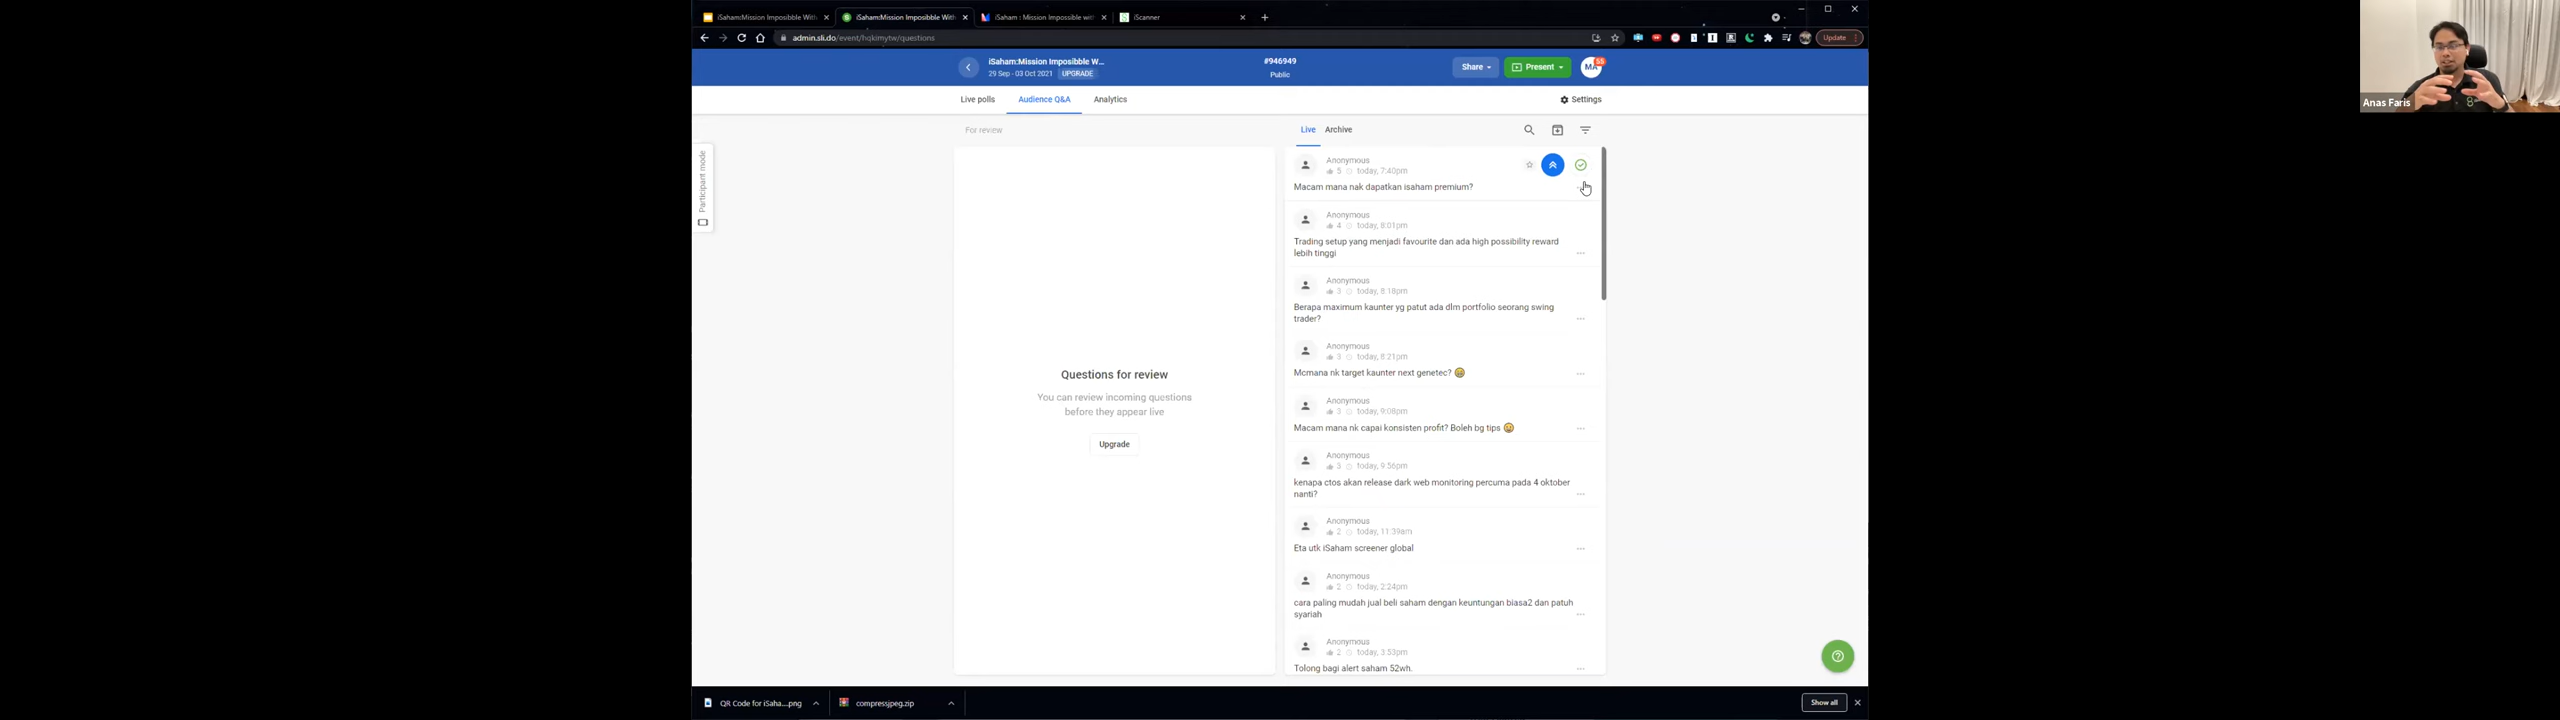 iSaham:Mission Imposibble With
iSaham:Mission Imposibble With
iSaham : Mission Impossible wit
iScanner
admin.sli.do/event/hqkimytw/questions
Update
iSaham:Mission Imposibble W...
29 Sep - 03 Oct 2021 UPGRADE
#946949
Public
Share
Present
MA
55
Live polls
Audience Q&A
Analytics
Settings
Participant mode
For review
Questions for review
You can review incoming questions
before they appear live
Upgrade
Live
Archive
Anonymous
5 today, 7:40pm
Macam mana nak dapatkan isaham premium?
Anonymous
4 today, 8:01pm
Trading setup yang menjadi favourite dan ada high possibility reward
lebih tinggi
Anonymous
3 today, 8:18pm
Berapa maximum kaunter yg patut ada dlm portfolio seorang swing
trader?
Anonymous
3 today, 8:21pm
Mcmana nk target kaunter next genetec? 😀
Anonymous
3 today, 9:08pm
Macam mana nk capai konsisten profit? Boleh bg tips 😀
Anonymous
3 today, 9:56pm
kenapa ctos akan release dark web monitoring percuma pada 4 oktober
nanti?
Anonymous
2 today, 11:39am
Eta utk iSaham screener global
Anonymous
2 today, 2:24pm
cara paling mudah jual beli saham dengan keuntungan biasa2 dan patuh
syariah
Anonymous
2 today, 3:53pm
Tolong bagi alert saham 52wh.
QR Code for iSaha....png
compressjpeg.zip
Show all
Anas Faris